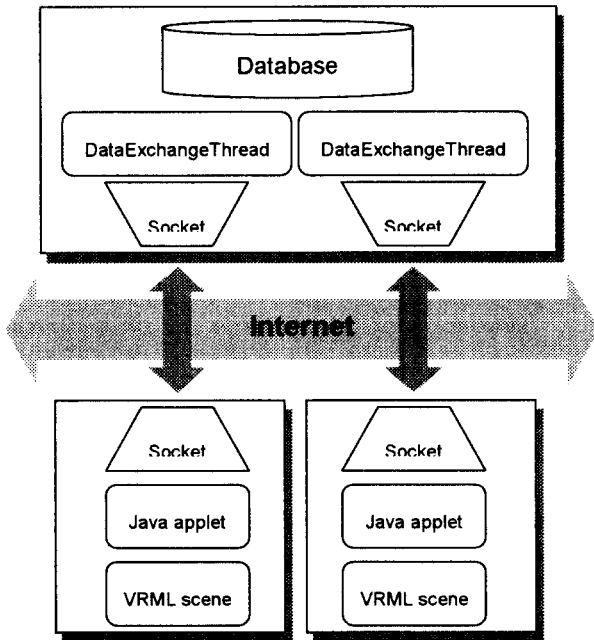 Database
DataExchangeThread
DataExchangeThread
Socket
Socket
Internet
Socket
Socket
Java applet
Java applet
VRML scene
VRML scene